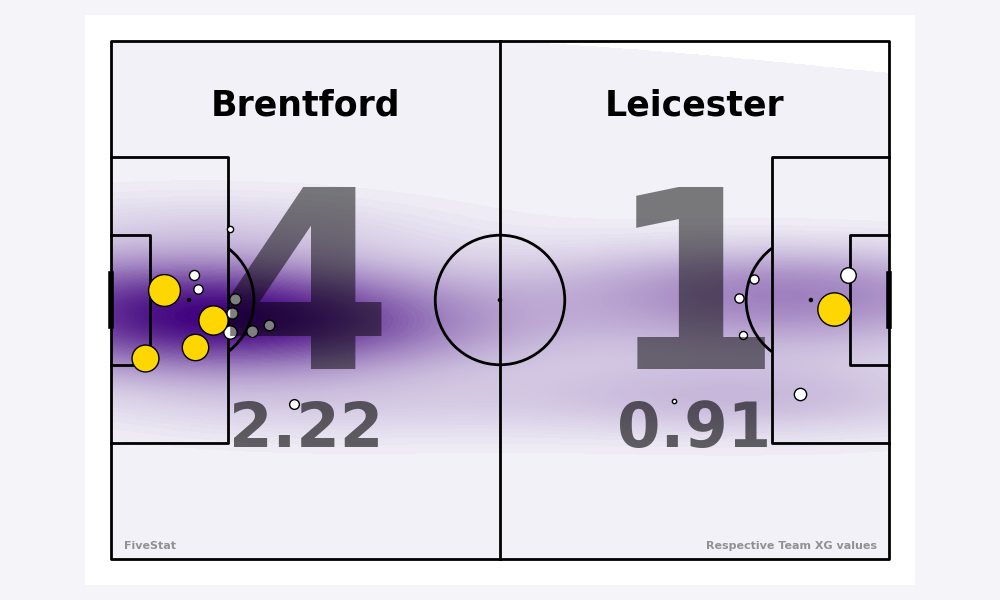 Brentford
Leicester
4
1
2.22
0.91
FiveStat
Respective Team XG values